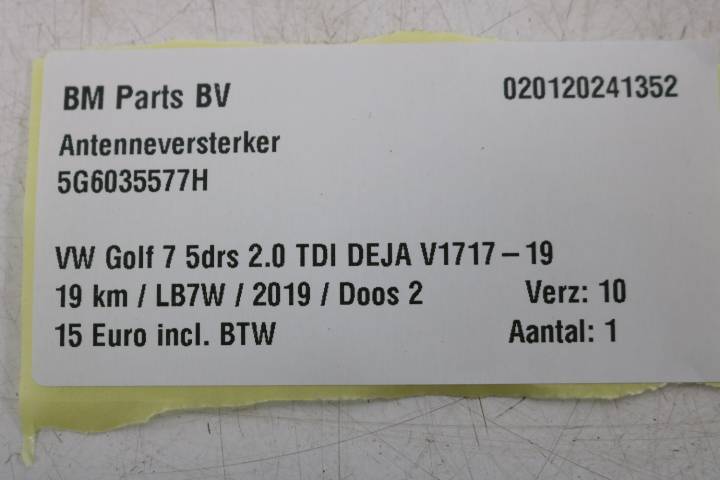 BM Parts BV 020120241352
Antenneversterker
5G6035577H
VW Golf 7 5drs 2.0 TDI DEJA V1717 – 19
19 km / LB7W / 2019 / Doos 2 Verz: 10
15 Euro incl. BTW Aantal: 1